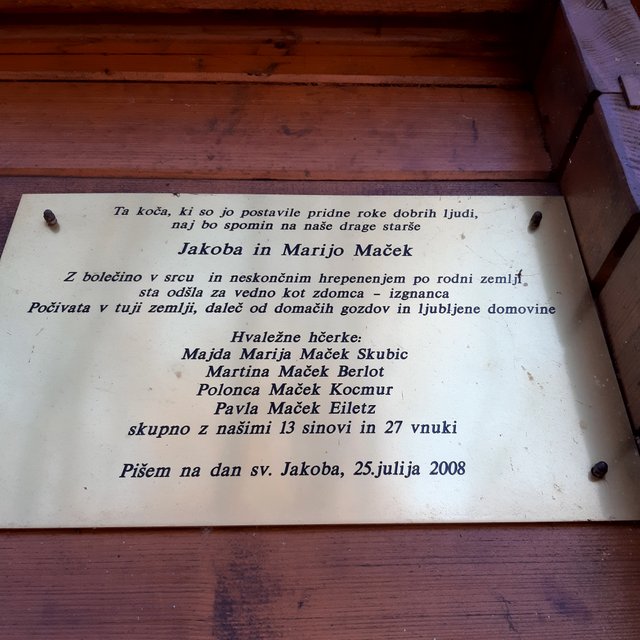 Ta koča, ki so jo postavile pridne roke dobrih ljudi,
naj bo spomin na naše drage starše
Jakoba in Marijo Maček
Z bolečino v srcu in neskončnim hrepenenjem po rodni zemlji
sta odšla za vedno kot zdomca - izgnanca
Počivata v tuji zemlji, daleč od domačih gozdov in ljubljene domovine
Hvaležne hčerke:
Majda Marija Maček Skubic
Martina Maček Berlot
Polonca Maček Kocmur
Pavla Maček Eiletz
skupno z našimi 13 sinovi in 27 vnuki
Pišem na dan sv. Jakoba, 25.julija 2008